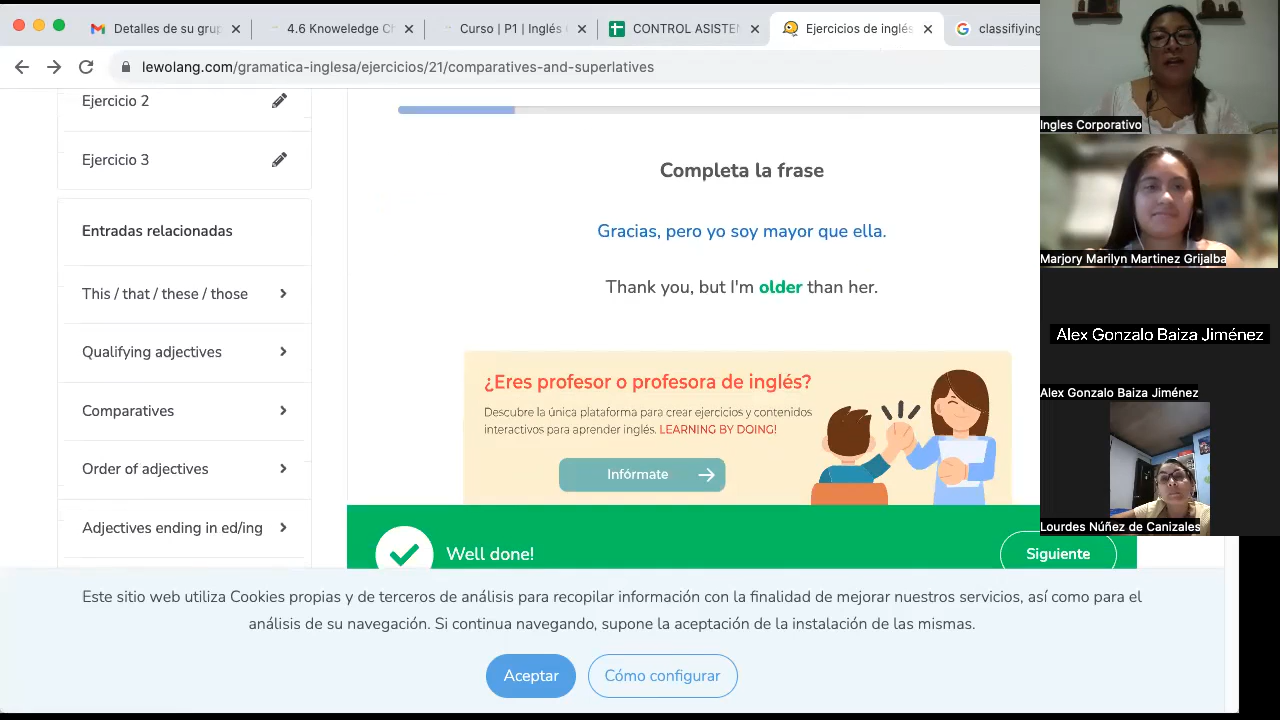 Detalles de su grup
4.6 Knowledge Ch
Curso | P1 | Inglés
CONTROL ASISTEN
Ejercicios de inglés
classifiying
lewolang.com/gramatica-inglesa/ejercicios/21/comparatives-and-superlatives
Ejercicio 2
Ejercicio 3
Entradas relacionadas
This / that / these / those
Qualifying adjectives
Comparatives
Order of adjectives
Adjectives ending in ed/ing
Completa la frase
Gracias, pero yo soy mayor que ella.
Thank you, but I'm older than her.
¿Eres profesor o profesora de inglés?
Descubre la única plataforma para crear ejercicios y contenidos
interactivos para aprender inglés. LEARNING BY DOING!
Infórmate
Well done!
Siguiente
Este sitio web utiliza Cookies propias y de terceros de análisis para recopilar información con la finalidad de mejorar nuestros servicios, así como para el
análisis de su navegación. Si continua navegando, supone la aceptación de la instalación de las mismas.
Aceptar
Cómo configurar
Ingles Corporativo
Marjory Marilyn Martinez Grijalba
Alex Gonzalo Baiza Jiménez
Alex Gonzalo Baiza Jiménez
Lourdes Núñez de Canizales